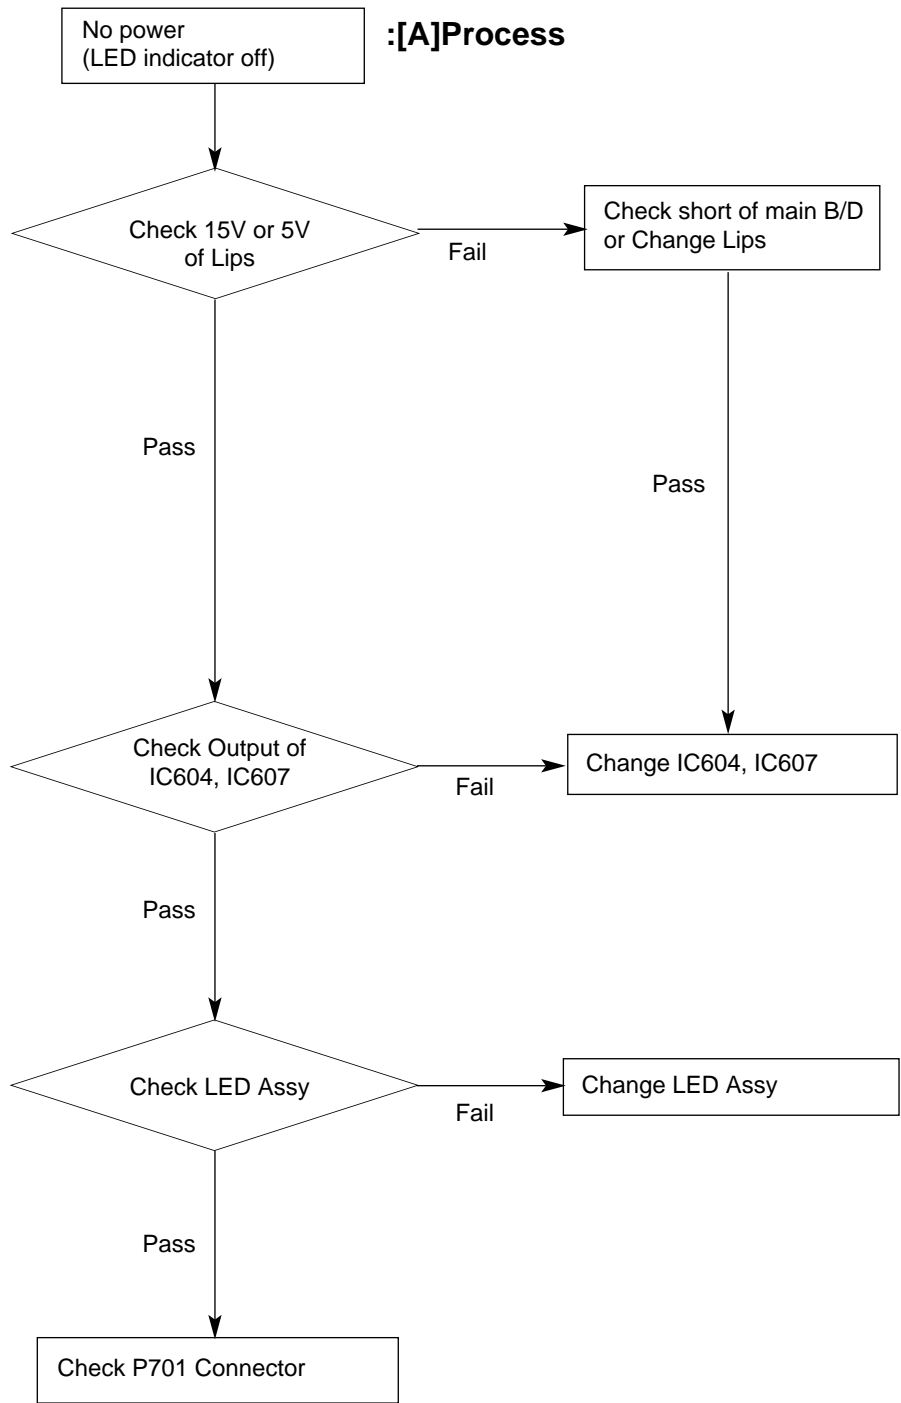 No power
(LED indicator off)
:[A]Process
Check 15V or 5V
of Lips
Fail
Check short of main B/D
or Change Lips
Pass
Pass
Check Output of
IC604, IC607
Fail
Change IC604, IC607
Pass
Check LED Assy
Fail
Change LED Assy
Pass
Check P701 Connector